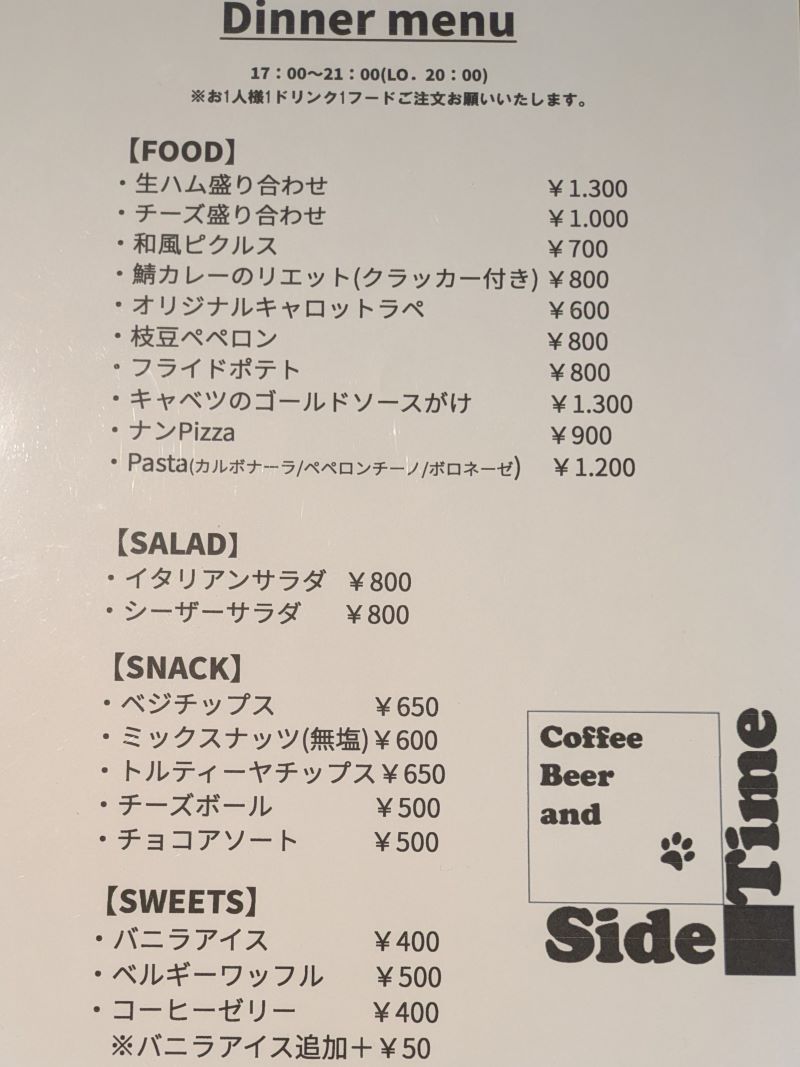 Dinner menu
17：00～21：00(LO．20：00)
※お1人様1ドリンク1フードご注文お願いいたします。
【FOOD】
・生ハム盛り合わせ ￥1.300
・チーズ盛り合わせ ￥1.000
・和風ピクルス ￥700
・鯖カレーのリエット(クラッカー付き) ￥800
・オリジナルキャロットラペ ￥600
・枝豆ペペロン ￥800
・フライドポテト ￥800
・キャベツのゴールドソースがけ ￥1.300
・ナンPizza ￥900
・Pasta(カルボナーラ/ペペロンチーノ/ボロネーゼ) ￥1.200
【SALAD】
・イタリアンサラダ ￥800
・シーザーサラダ ￥800
【SNACK】
・ベジチップス ￥650
・ミックスナッツ(無塩) ￥600
・トルティーヤチップス ￥650
・チーズボール ￥500
・チョコアソート ￥500
【SWEETS】
・バニラアイス ￥400
・ベルギーワッフル ￥500
・コーヒーゼリー ￥400
※バニラアイス追加＋￥50
Coffee
Beer
and
Side
Time